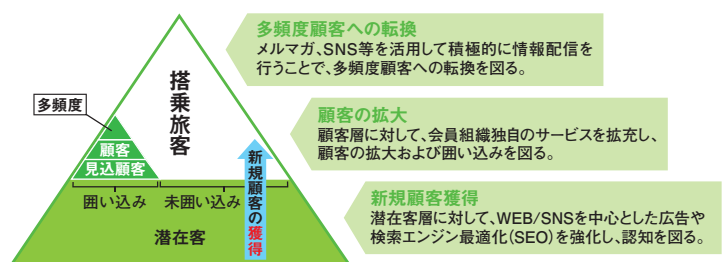 多頻度顧客への転換
メルマガ、SNS等を活用して積極的に情報配信を
行うことで、多頻度顧客への転換を図る。
搭乗旅客
多頻度
顧客
見込顧客
顧客の拡大
顧客層に対して、会員組織独自のサービスを拡充し、
顧客の拡大および囲い込みを図る。
新規顧客の獲得
囲い込み
未囲い込み
潜在客
新規顧客獲得
潜在客層に対して、WEB/SNSを中心とした広告や
検索エンジン最適化(SEO)を強化し、認知を図る。